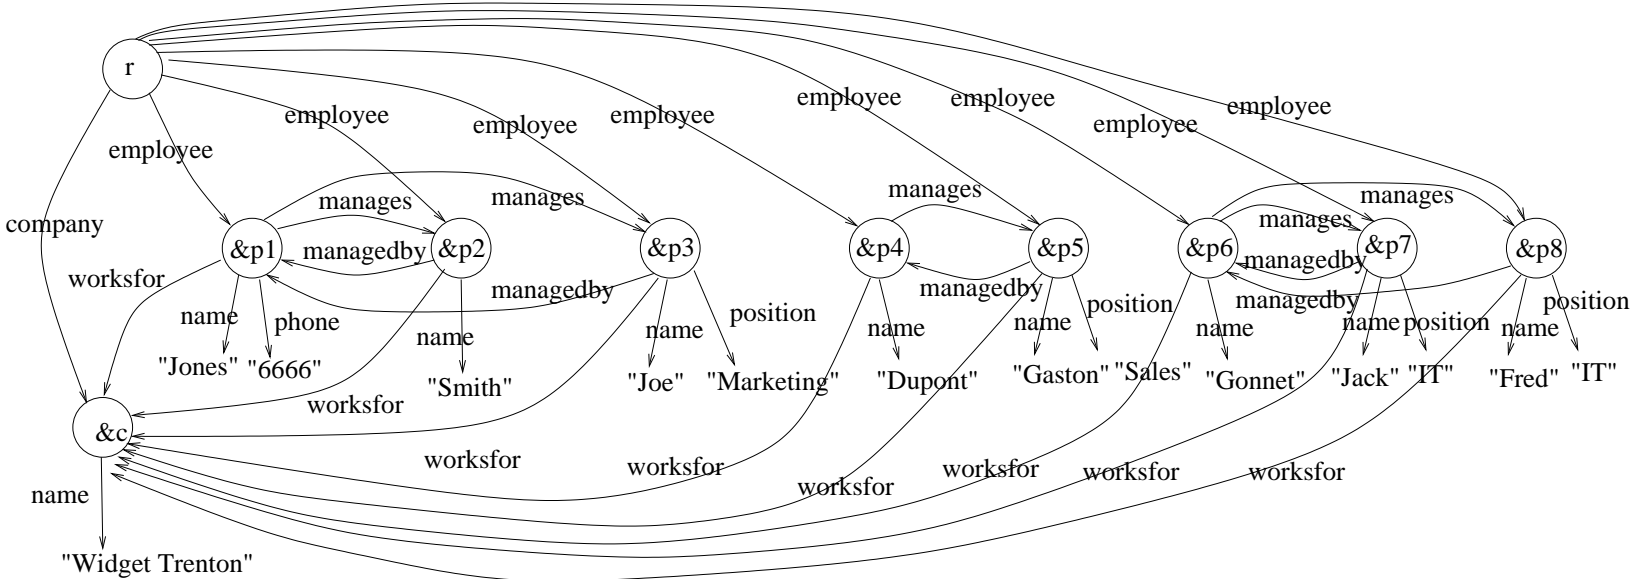 r
employee
employee
employee
employee
employee
employee
employee
employee
company
manages
manages
manages
manages
manages
&p1
&p2
&p3
&p4
&p5
&p6
&p7
&p8
managedby
managedby
managedby
managedby
managedby
worksfor
name
phone
name
name
position
name
name
position
name
name
position
name
position
"Jones"
"6666"
"Smith"
"Joe"
"Marketing"
"Dupont"
"Gaston"
"Sales"
"Gonnet"
"Jack"
"IT"
"Fred"
"IT"
&c
worksfor
worksfor
worksfor
worksfor
worksfor
worksfor
worksfor
name
"Widget Trenton"